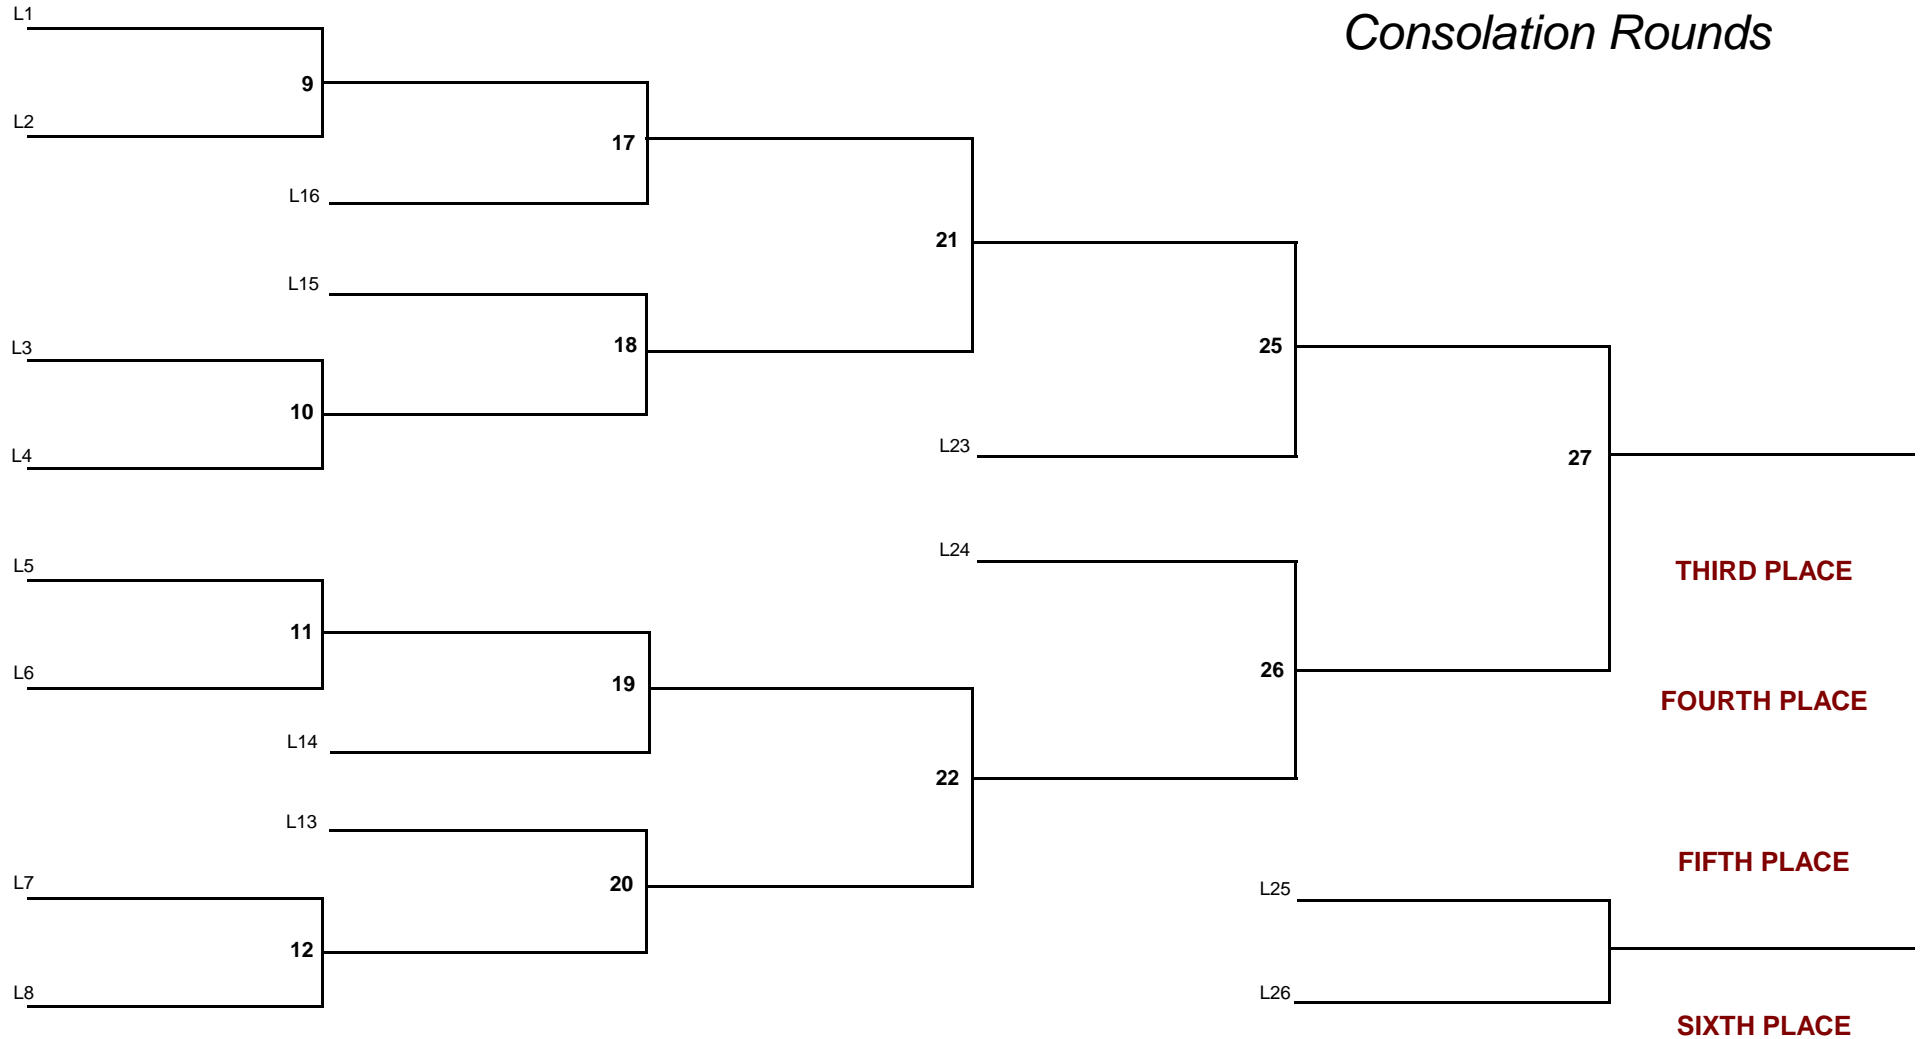 L1
Consolation Rounds
9
L2
17
L16
21
L15
L3
18
25
10
L4
L23
27
L24
L5
THIRD PLACE
11
L6
19
26
FOURTH PLACE
L14
22
L13
FIFTH PLACE
L7
20
L25
12
L8
L26
SIXTH PLACE